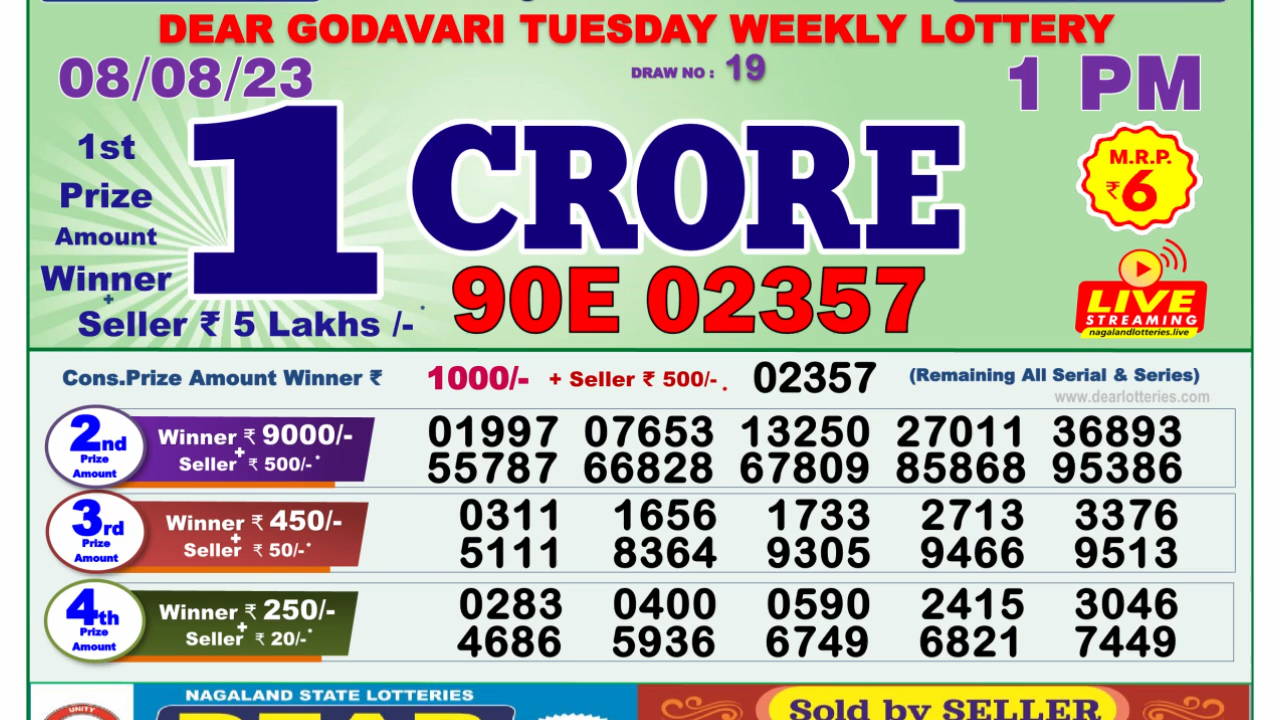 DEAR GODAVARI TUESDAY WEEKLY LOTTERY
08/08/23
DRAW NO : 19
1 PM
1st
Prize
Amount
Winner
+
Seller ₹ 5 Lakhs /-*
1 CRORE
90E 02357
M.R.P.
₹6
LIVE
STREAMING
nagalandlotteries.live
Cons.Prize Amount Winner ₹ 1000/- + Seller ₹ 500/- . 02357 (Remaining All Serial & Series)
www.dearlotteries.com
2nd
Prize
Amount
Winner ₹ 9000/-
+
Seller ₹ 500/-*
01997 07653 13250 27011 36893
55787 66828 67809 85868 95386
3rd
Prize
Amount
Winner ₹ 450/-
+
Seller ₹ 50/-*
0311 1656 1733 2713 3376
5111 8364 9305 9466 9513
4th
Prize
Amount
Winner ₹ 250/-
+
Seller ₹ 20/-*
0283 0400 0590 2415 3046
4686 5936 6749 6821 7449
UNITY
NAGALAND STATE LOTTERIES
DEAR
Sold by SELLER